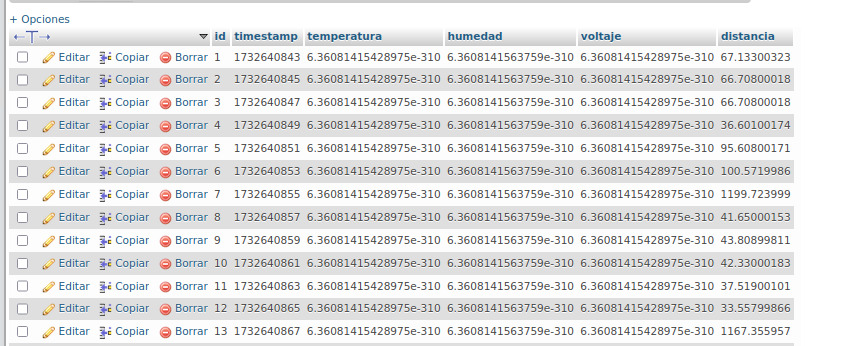 + Opciones
←T→ id timestamp temperatura humedad voltaje distancia
Editar Copiar Borrar 1 1732640843 6.36081415428975e-310 6.3608141563759e-310 6.36081415428975e-310 67.13300323
Editar Copiar Borrar 2 1732640845 6.36081415428975e-310 6.3608141563759e-310 6.36081415428975e-310 66.70800018
Editar Copiar Borrar 3 1732640847 6.36081415428975e-310 6.3608141563759e-310 6.36081415428975e-310 66.70800018
Editar Copiar Borrar 4 1732640849 6.36081415428975e-310 6.3608141563759e-310 6.36081415428975e-310 36.60100174
Editar Copiar Borrar 5 1732640851 6.36081415428975e-310 6.3608141563759e-310 6.36081415428975e-310 95.60800171
Editar Copiar Borrar 6 1732640853 6.36081415428975e-310 6.3608141563759e-310 6.36081415428975e-310 100.5719986
Editar Copiar Borrar 7 1732640855 6.36081415428975e-310 6.3608141563759e-310 6.36081415428975e-310 1199.723999
Editar Copiar Borrar 8 1732640857 6.36081415428975e-310 6.3608141563759e-310 6.36081415428975e-310 41.65000153
Editar Copiar Borrar 9 1732640859 6.36081415428975e-310 6.3608141563759e-310 6.36081415428975e-310 43.80899811
Editar Copiar Borrar 10 1732640861 6.36081415428975e-310 6.3608141563759e-310 6.36081415428975e-310 42.33000183
Editar Copiar Borrar 11 1732640863 6.36081415428975e-310 6.3608141563759e-310 6.36081415428975e-310 37.51900101
Editar Copiar Borrar 12 1732640865 6.36081415428975e-310 6.3608141563759e-310 6.36081415428975e-310 33.55799866
Editar Copiar Borrar 13 1732640867 6.36081415428975e-310 6.3608141563759e-310 6.36081415428975e-310 1167.355957